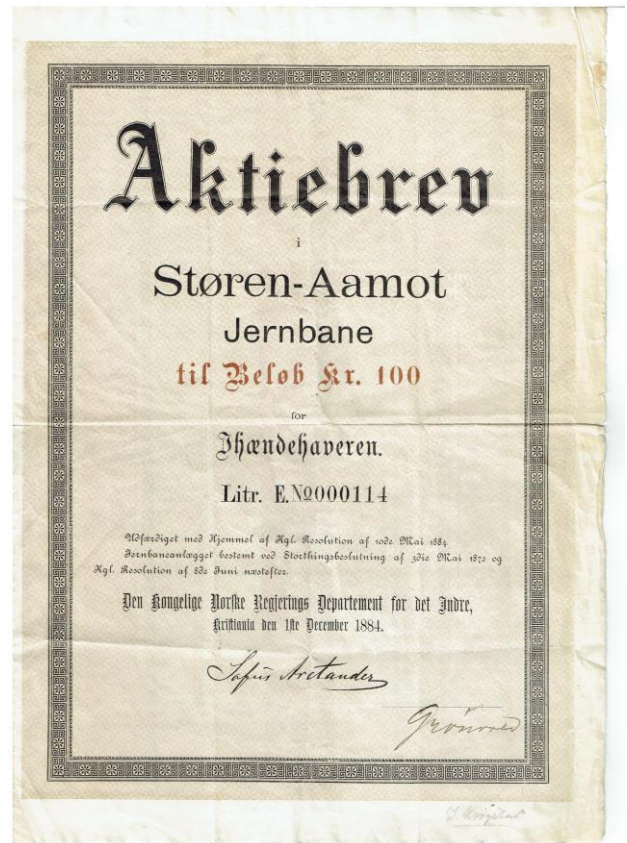 Aktiebrev
i
Støren-Aamot
Jernbane
til Beløb Kr. 100
for
Ihændehaveren.
Litr. E. №000114
Udfærdiget med Hjemmel af Kgl. Resolution af 10de Mai 1884.
Jernbaneanlægget bestemt ved Storthingsbeslutning af 3die Mai 1872 og
Kgl. Resolution af 8de Juni næstefter.
Den Kongelige Norske Regjerings Departement for det Indre,
Kristiania den 1ste December 1884.
Sofus Arctander